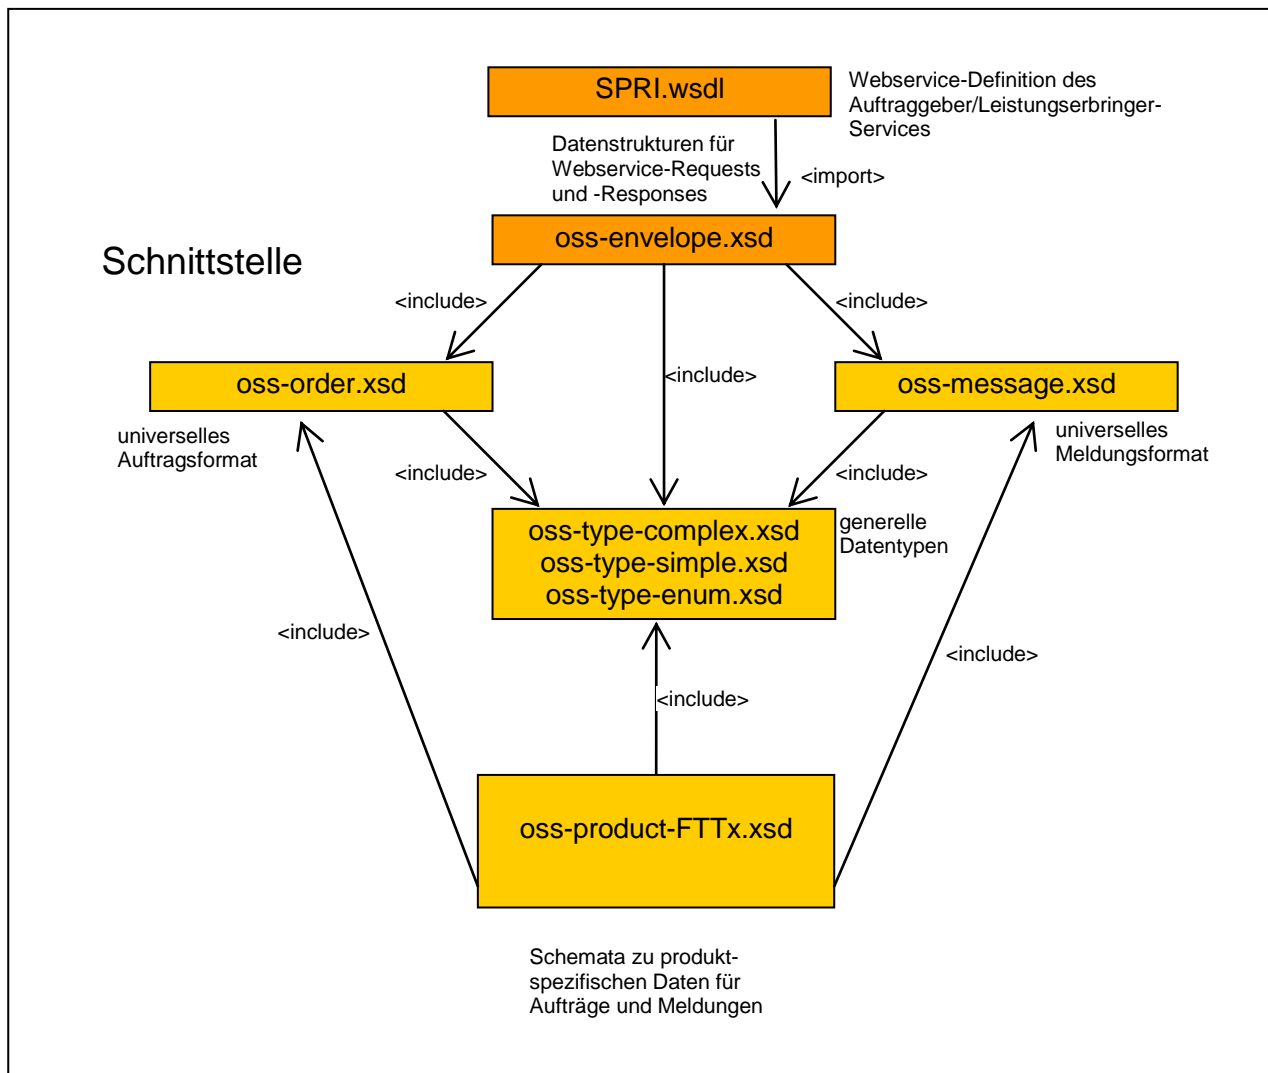 SPRI.wsdl
Webservice-Definition des
Auftraggeber/Leistungserbringer-
Services
Datenstrukturen für
Webservice-Requests
und -Responses
<import>
oss-envelope.xsd
Schnittstelle
<include>
<include>
<include>
oss-order.xsd
oss-message.xsd
universelles
Auftragsformat
universelles
Meldungsformat
<include>
<include>
oss-type-complex.xsd
oss-type-simple.xsd
oss-type-enum.xsd
generelle
Datentypen
<include>
<include>
<include>
oss-product-FTTx.xsd
Schemata zu produkt-
spezifischen Daten für
Aufträge und Meldungen